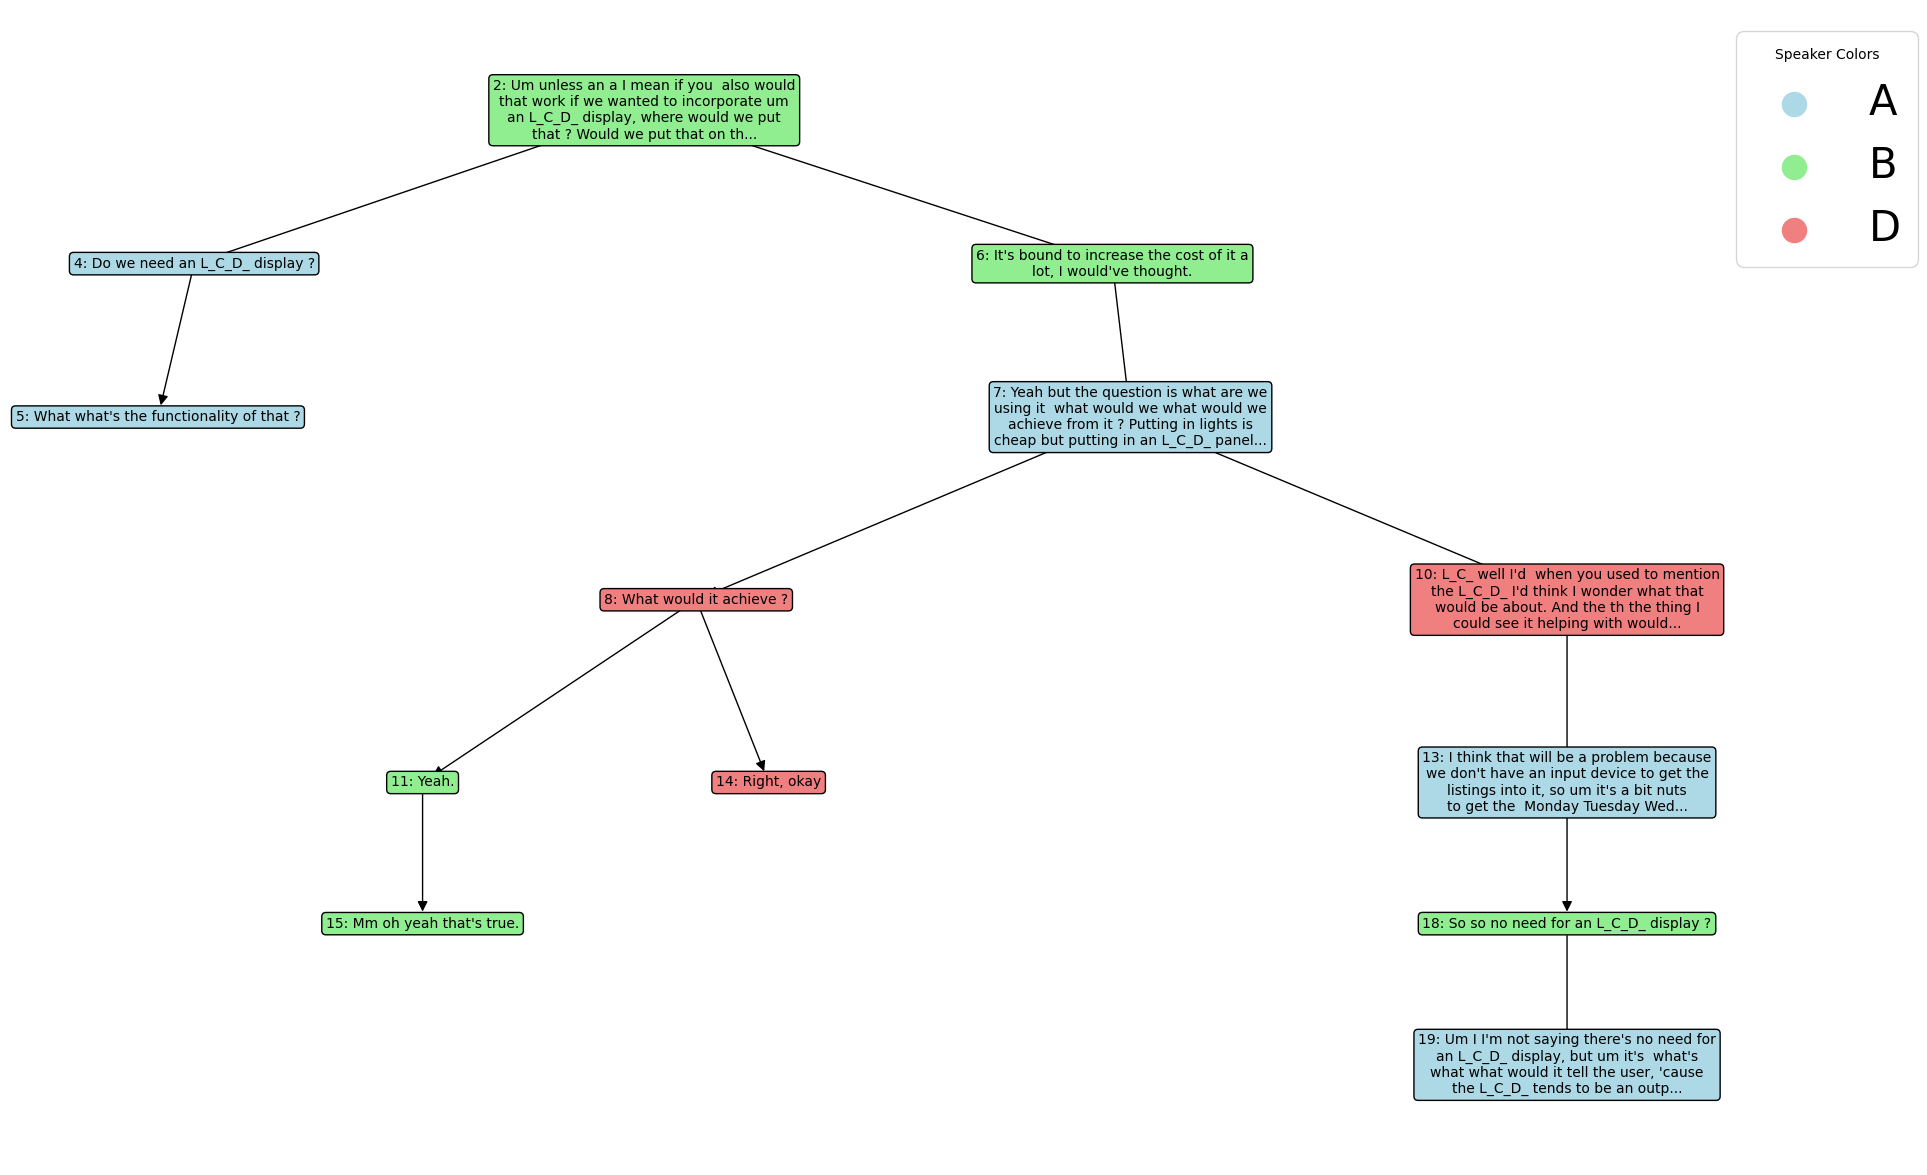 Speaker Colors
A
B
D
2: Um unless an a I mean if you  also would
that work if we wanted to incorporate um
an L_C_D_ display, where would we put
that ? Would we put that on th...
4: Do we need an L_C_D_ display ?
6: It's bound to increase the cost of it a
lot, I would've thought.
5: What what's the functionality of that ?
7: Yeah but the question is what are we
using it  what would we what would we
achieve from it ? Putting in lights is
cheap but putting in an L_C_D_ panel...
8: What would it achieve ?
10: L_C_ well I'd  when you used to mention
the L_C_D_ I'd think I wonder what that
would be about. And the th the thing I
could see it helping with would...
11: Yeah.
14: Right, okay
13: I think that will be a problem because
we don't have an input device to get the
listings into it, so um it's a bit nuts
to get the  Monday Tuesday Wed...
15: Mm oh yeah that's true.
18: So so no need for an L_C_D_ display ?
19: Um I I'm not saying there's no need for
an L_C_D_ display, but um it's  what's
what what would it tell the user, 'cause
the L_C_D_ tends to be an outp...